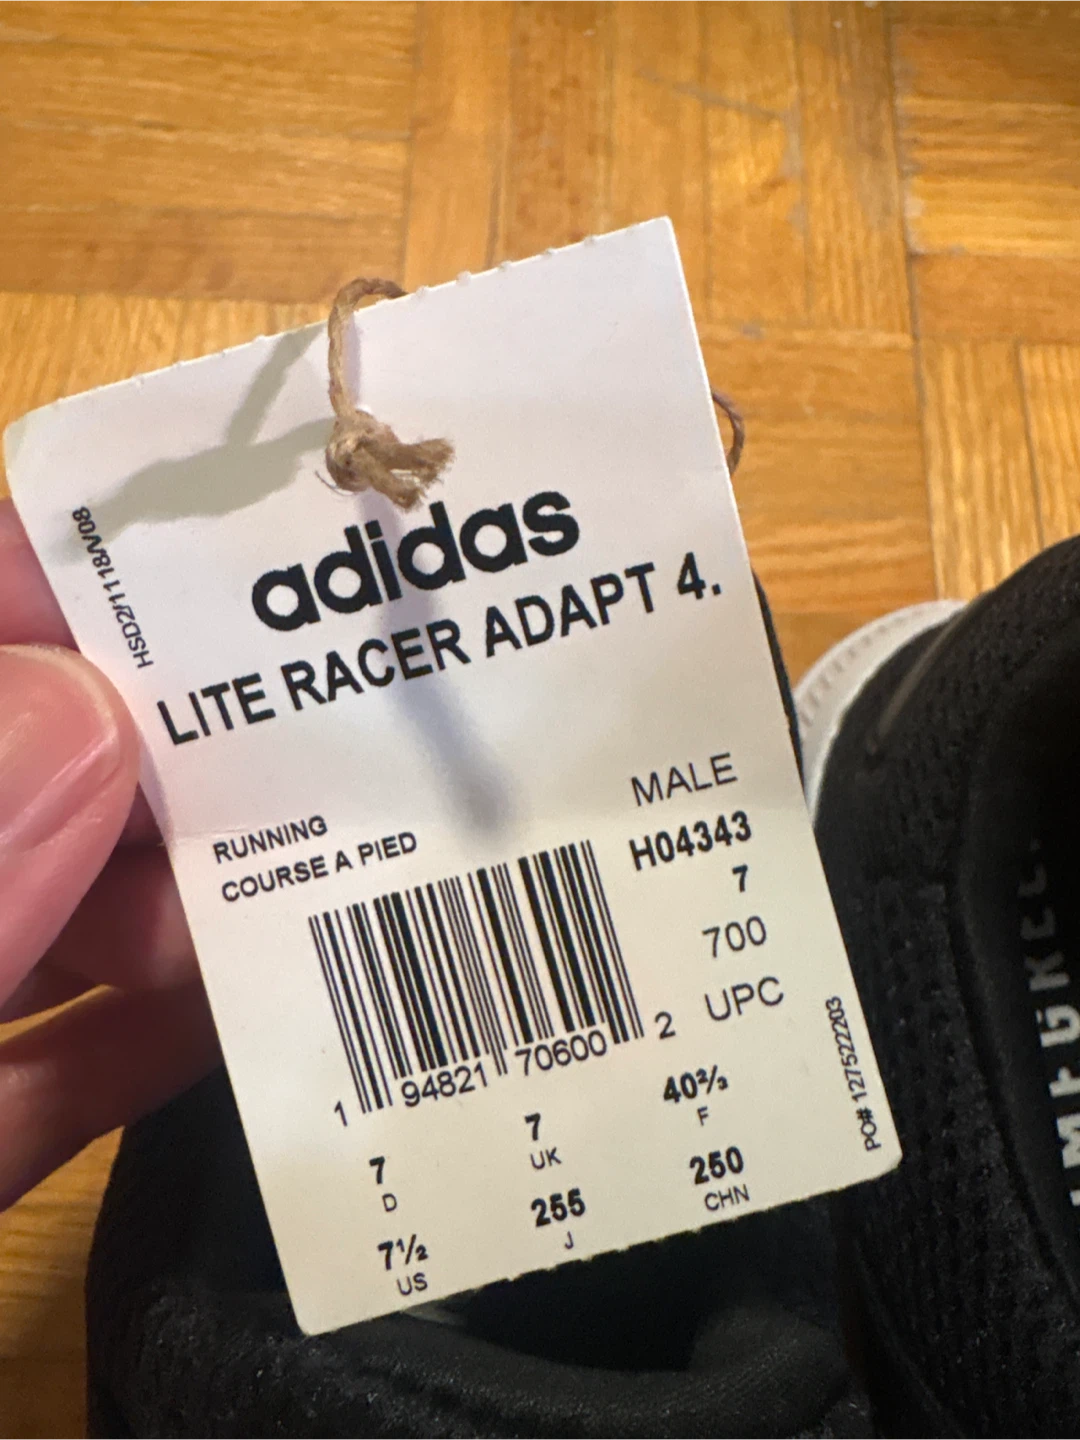 HSD2/1118/V08
adidas
LITE RACER ADAPT 4.
MALE
RUNNING
COURSE A PIED
H04343
7
700
UPC
1 94821 70600 2
7
D
7
UK
40⅔
F
7½
US
255
J
250
CHN
PO# 127522203